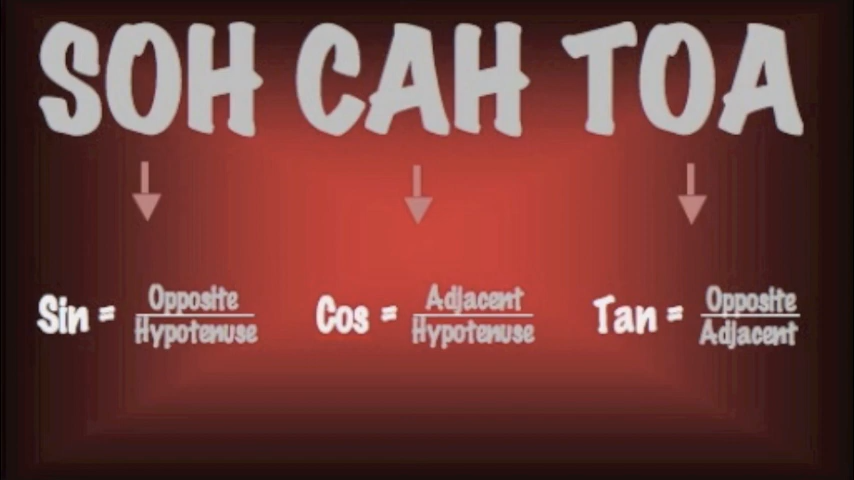 SOH CAH TOA
Sin = Opposite / Hypotenuse
Cos = Adjacent / Hypotenuse
Tan = Opposite / Adjacent